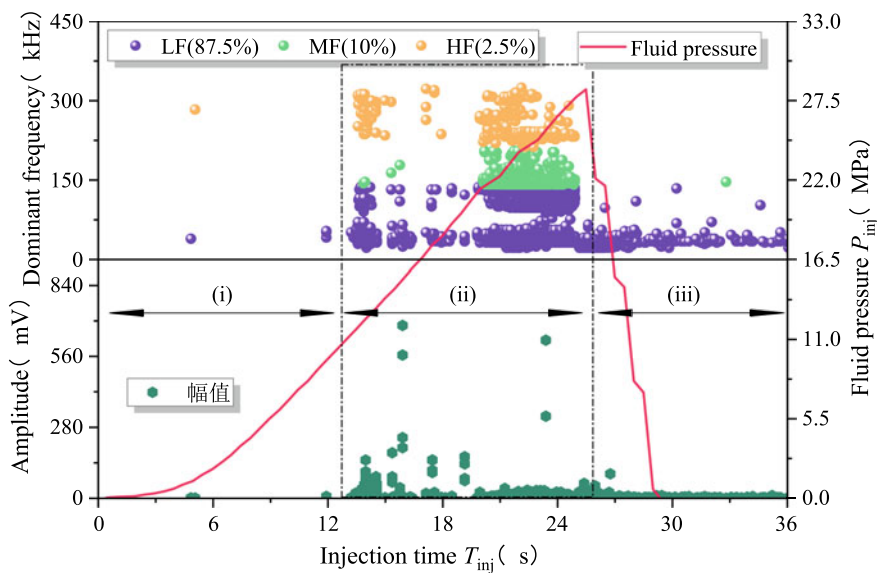 LF(87.5%) MF(10%) HF(2.5%) Fluid pressure
Dominant frequency( kHz)
450
300
150
0
Amplitude( mV)
840
560
280
0
(i) (ii) (iii)
幅值
Fluid pressure Pinj( MPa)
33.0
27.5
22.0
16.5
11.0
5.5
0.0
0 6 12 18 24 30 36
Injection time Tinj( s)